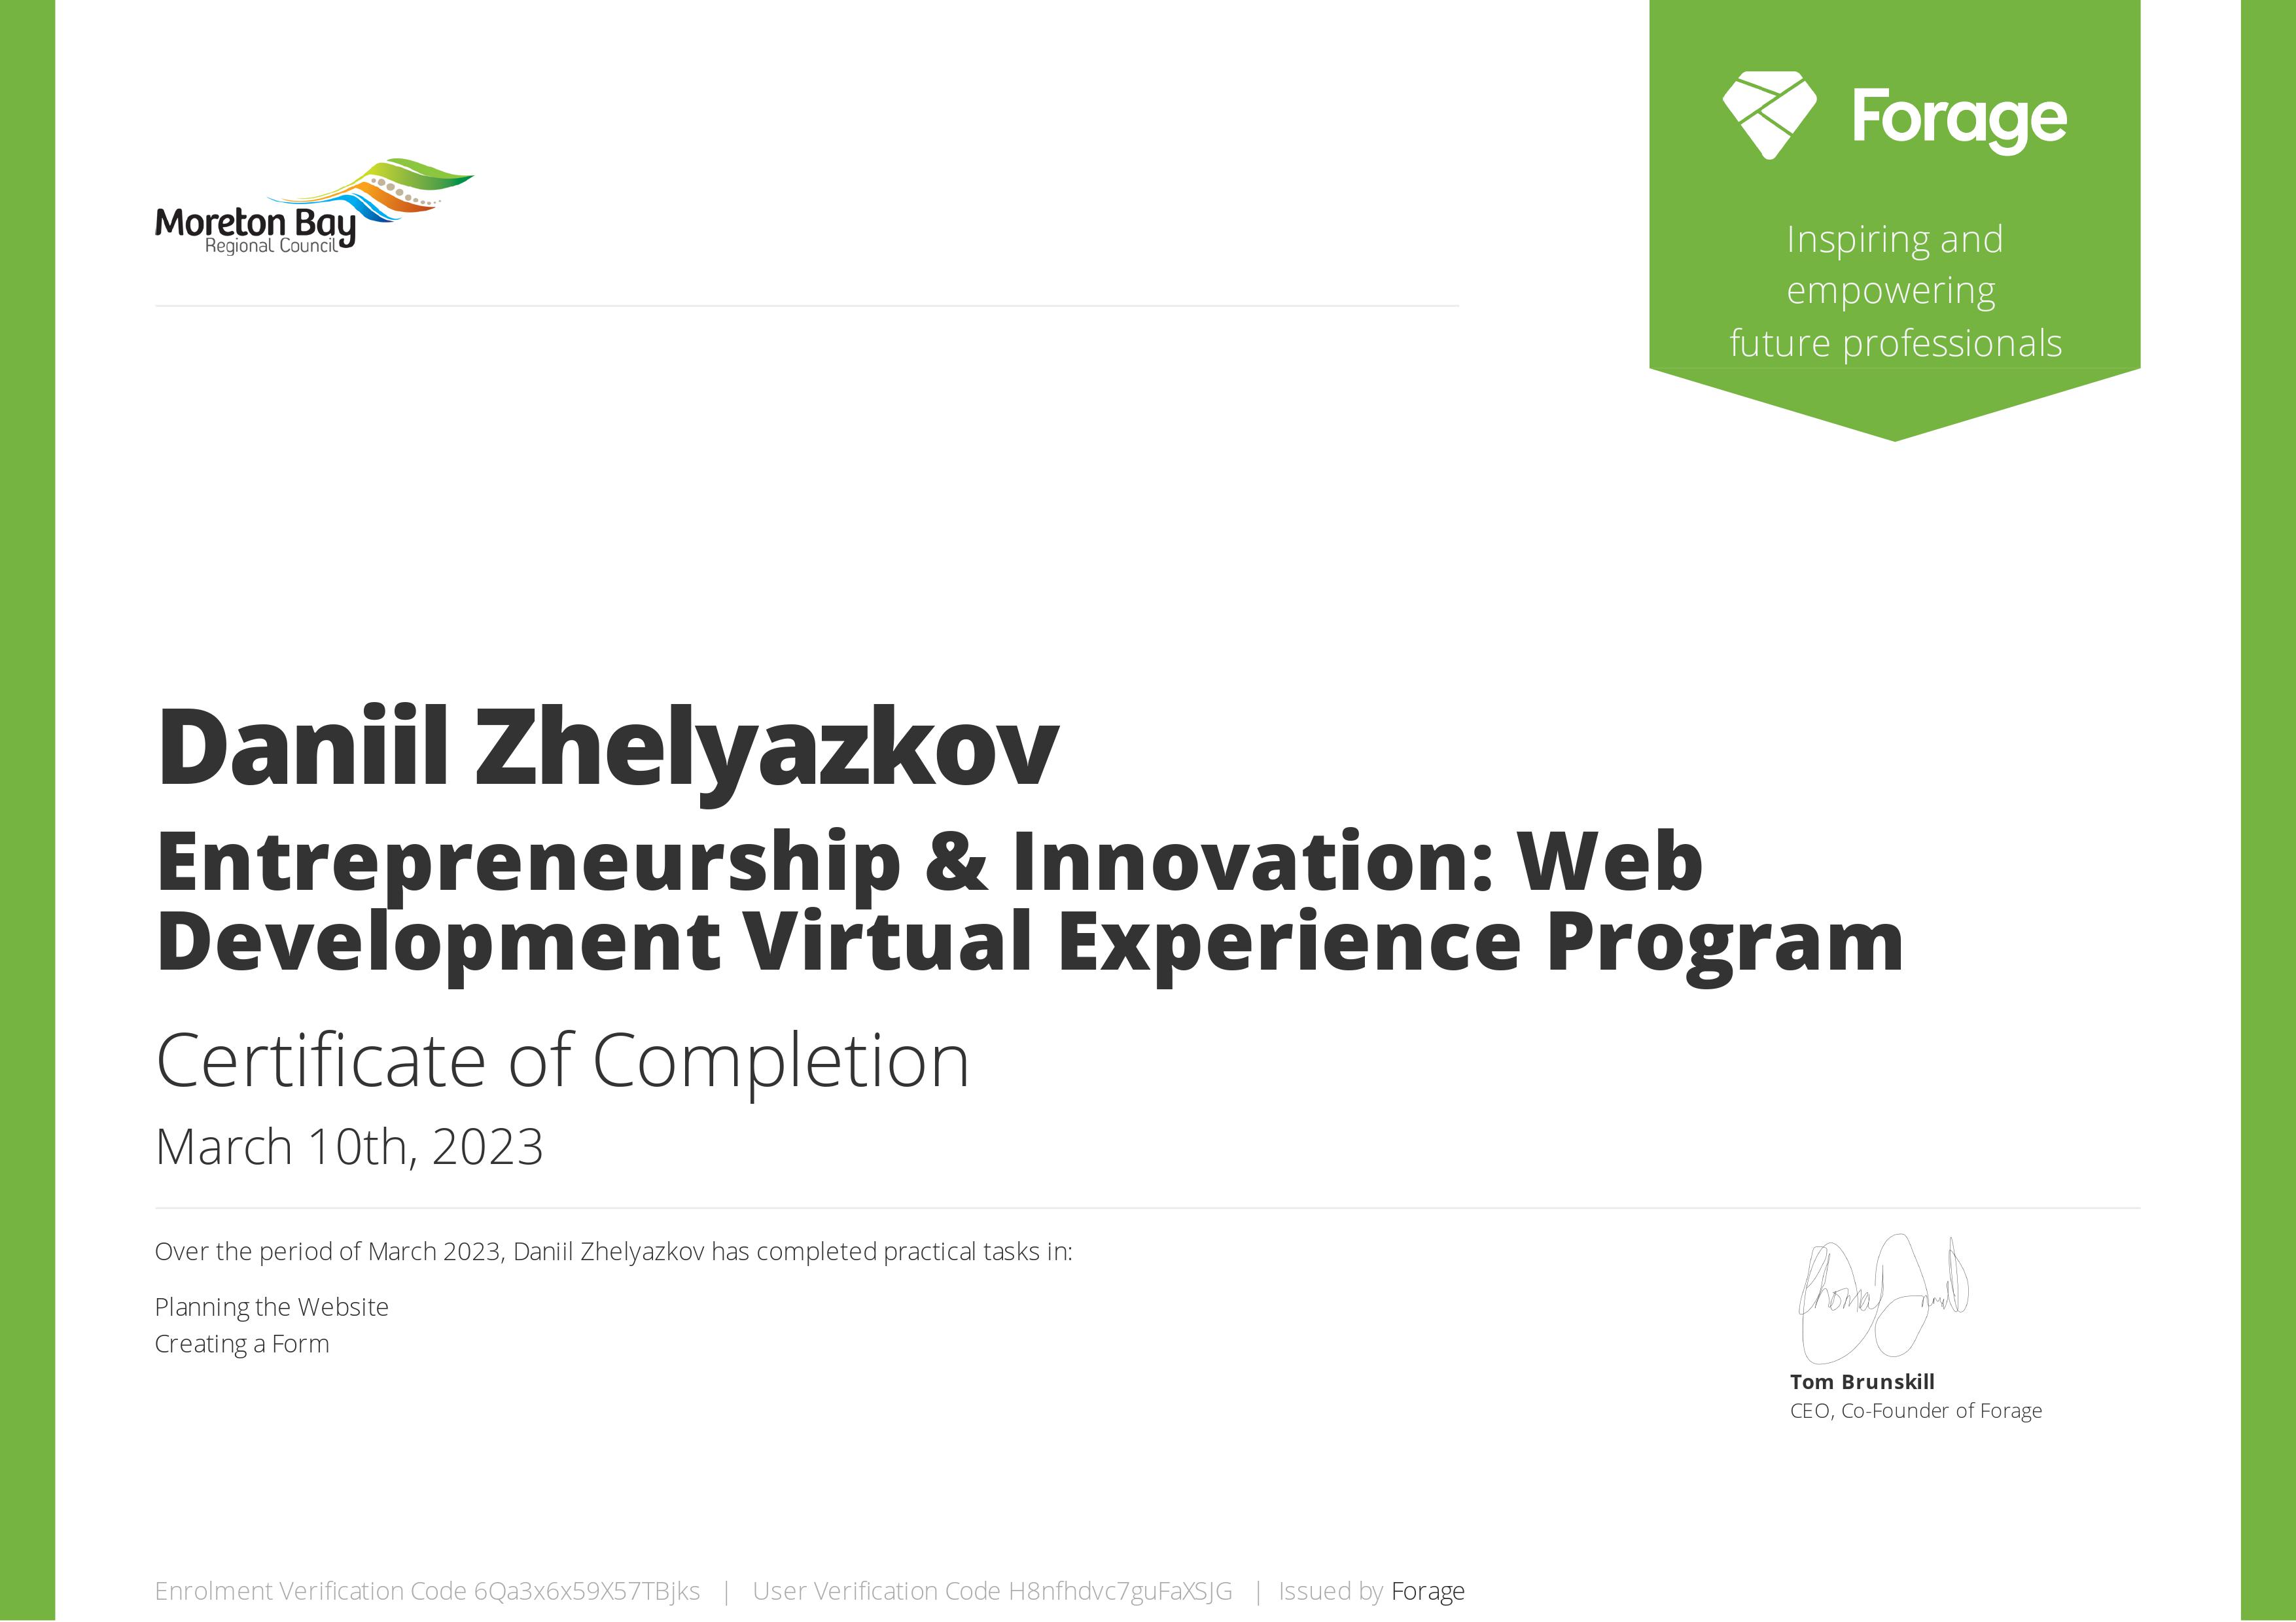 Moreton Bay
Regional Council
Forage
Inspiring and
empowering
future professionals
Daniil Zhelyazkov
Entrepreneurship & Innovation: Web
Development Virtual Experience Program
Certificate of Completion
March 10th, 2023
Over the period of March 2023, Daniil Zhelyazkov has completed practical tasks in:
Planning the Website
Creating a Form
Tom Brunskill
CEO, Co-Founder of Forage
Enrolment Verification Code 6Qa3x6x59X57TBjks | User Verification Code H8nfhdvc7guFaXSJG | Issued by Forage